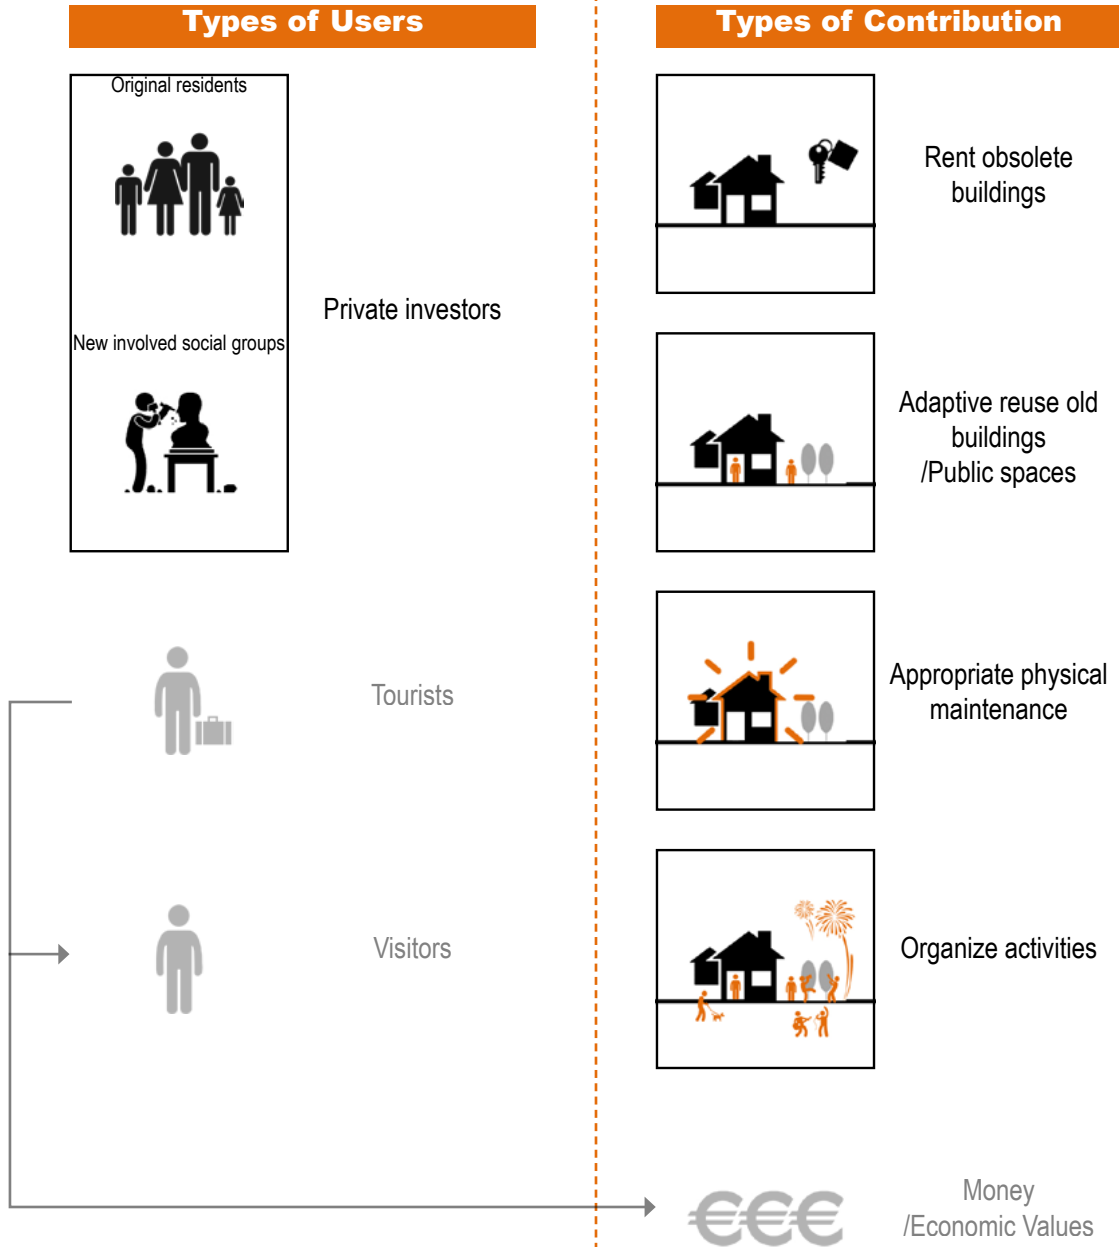 Types of Users
Original residents
New involved social groups
Private investors
Tourists
Visitors
Types of Contribution
Rent obsolete
buildings
Adaptive reuse old
buildings
/Public spaces
Appropriate physical
maintenance
Organize activities
€€€
Money
/Economic Values